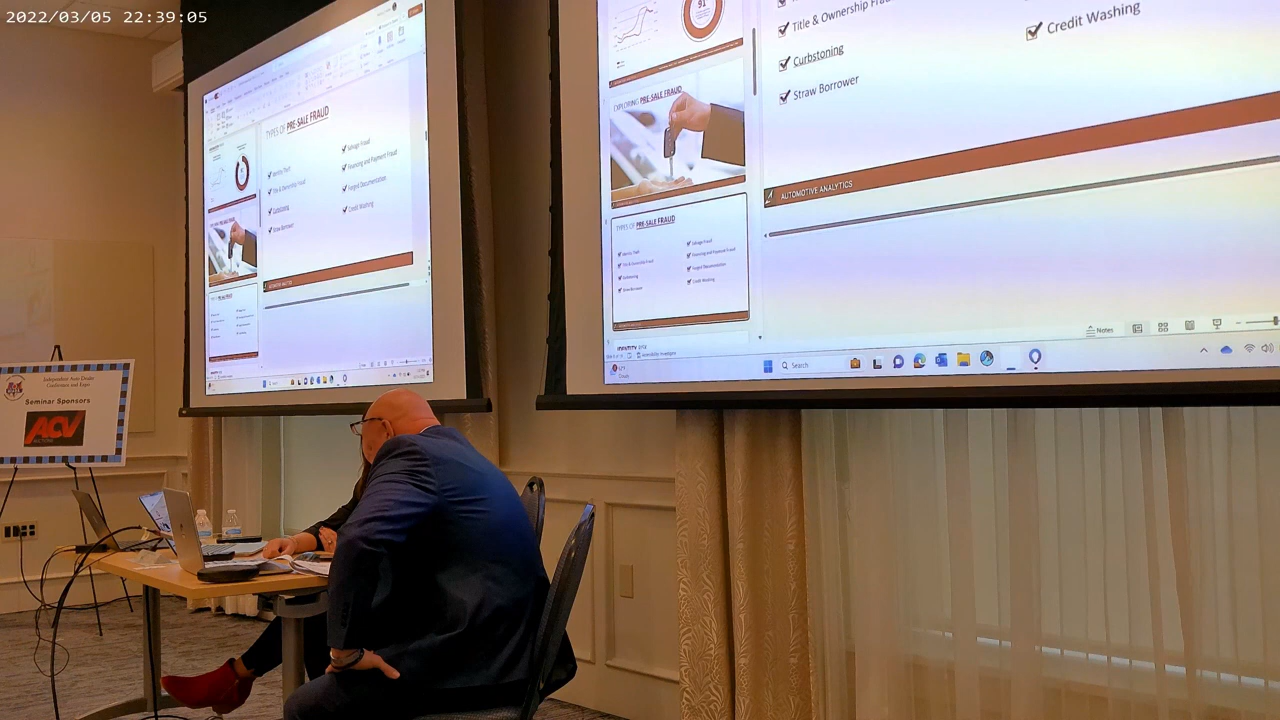 2022/03/05 22:39:05
TYPES OF PRE-SALE FRAUD
Identity Theft
Title & Ownership Fraud
Curbstoning
Straw Borrower
Salvage Fraud
Financing and Payment Fraud
Forged Documentation
Credit Washing
Independent Auto Dealer
Conference and Expo
Seminar Sponsors
ACV
AUCTIONS
91
EXPLORING PRE-SALE FRAUD
TYPES OF PRE-SALE FRAUD
Identity Theft
Title & Ownership Fraud
Curbstoning
Straw Borrower
Salvage Fraud
Financing and Payment Fraud
Forged Documentation
Credit Washing
Title & Ownership
Curbstoning
Straw Borrower
Credit Washing
AUTOMOTIVE ANALYTICS
Notes
Search
Cloudy